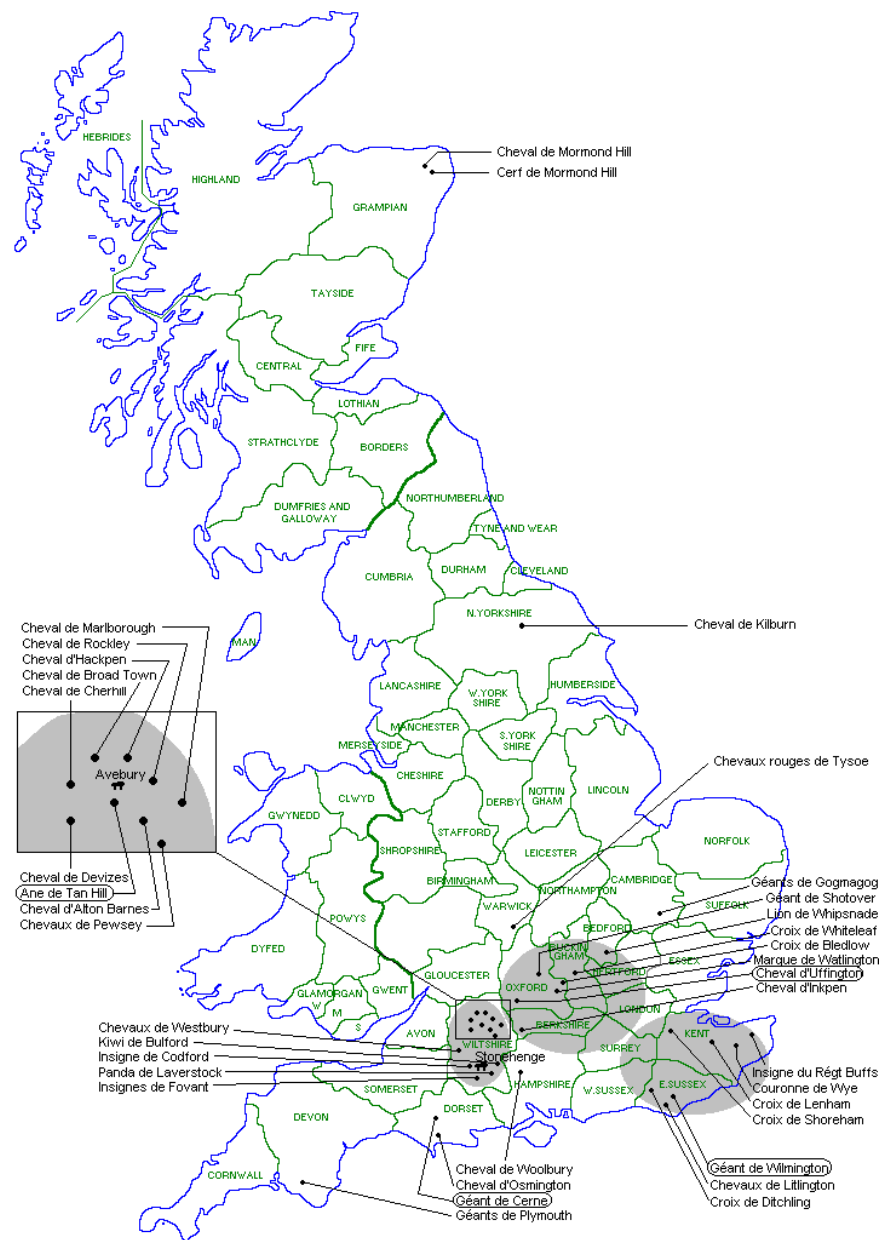 HEBRIDES
HIGHLAND
Cheval de Mormond Hill
Cerf de Mormond Hill
GRAMPIAN
TAYSIDE
FIFE
CENTRAL
LOTHIAN
STRATHCLYDE
BORDERS
DUMFRIES AND
GALLOWAY
NORTHUMBERLAND
TYNE AND WEAR
CUMBRIA
DURHAM
CLEVELAND
N.YORKSHIRE
Cheval de Kilburn
MAN
Cheval de Marlborough
Cheval de Rockley
Cheval d'Hackpen
Cheval de Broad Town
Cheval de Cherhill
Avebury
Cheval de Devizes
Ane de Tan Hill
Cheval d'Alton Barnes
Chevaux de Pewsey
LANCASHIRE
W.YORK
SHIRE
HUMBERSIDE
MANCHESTER
S.YORK
SHIRE
MERSEYSIDE
CHESHIRE
DERBY
NOTTIN
GHAM
LINCOLN
Chevaux rouges de Tysoe
CLWYD
GWYNEDD
STAFFORD
SHROPSHIRE
LEICESTER
NORFOLK
BIRMINGHAM
NORTHAMPTON
CAMBRIDGE
WARWICK
SUFFOLK
POWYS
DYFED
BEDFORD
Géants de Gogmagog
Géant de Shotover
Lion de Whipsnade
Croix de Whiteleaf
Croix de Bledlow
Marque de Watlington
Cheval d'Uffington
Cheval d'Inkpen
BUCKIN
GHAM
HERTFORD
ESSEX
GLOUCESTER
OXFORD
GLAMORGAN
W
M
S
GWENT
AVON
WILTSHIRE
BERKSHIRE
LONDON
Chevaux de Westbury
Kiwi de Bulford
Insigne de Codford
Panda de Laverstock
Insignes de Fovant
Stonehenge
SURREY
KENT
HAMPSHIRE
W.SUSSEX
E.SUSSEX
Insigne du Régt Buffs
Couronne de Wye
Croix de Lenham
Croix de Shoreham
SOMERSET
DEVON
DORSET
CORNWALL
Cheval de Woolbury
Cheval d'Osmington
Géant de Cerne
Géants de Plymouth
Géant de Wilmington
Chevaux de Litlington
Croix de Ditchling